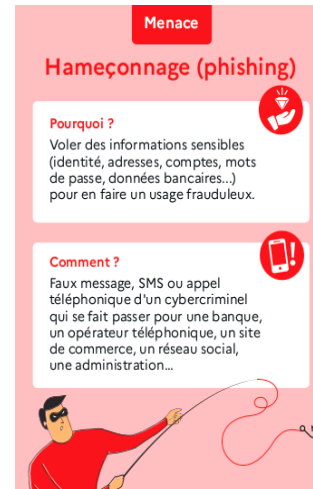 Menace
Hameçonnage (phishing)
Pourquoi ?
Voler des informations sensibles
(identité, adresses, comptes, mots
de passe, données bancaires...)
pour en faire un usage frauduleux.
Comment ?
Faux message, SMS ou appel
téléphonique d'un cybercriminel
qui se fait passer pour une banque,
un opérateur téléphonique, un site
de commerce, un réseau social,
une administration...